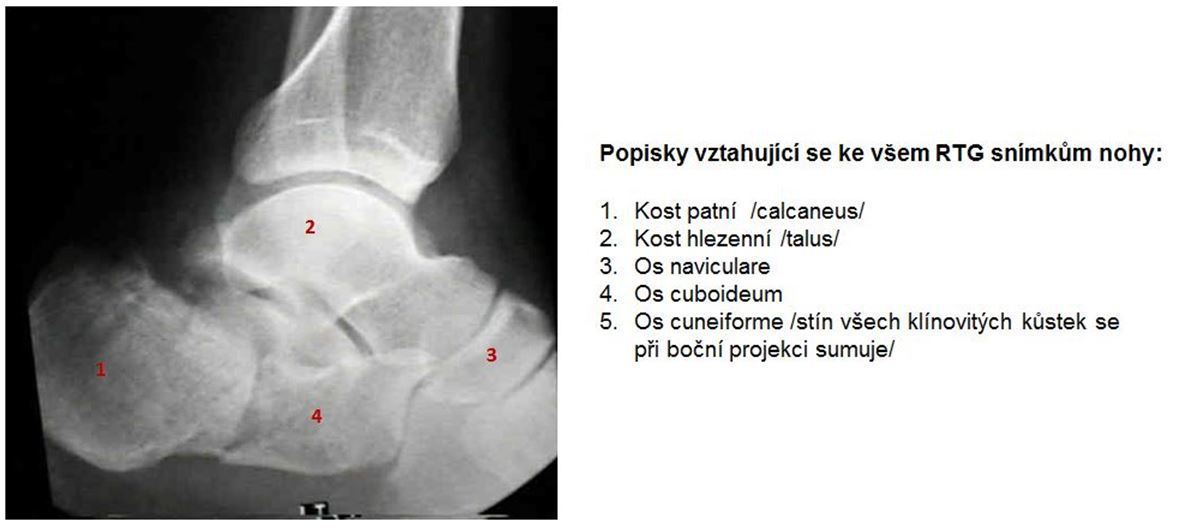 2
1
3
4
Popisky vztahující se ke všem RTG snímkům nohy:
1. Kost patní /calcaneus/
2. Kost hlezenní /talus/
3. Os naviculare
4. Os cuboideum
5. Os cuneiforme /stín všech klínovitých kůstek se
při boční projekci sumuje/